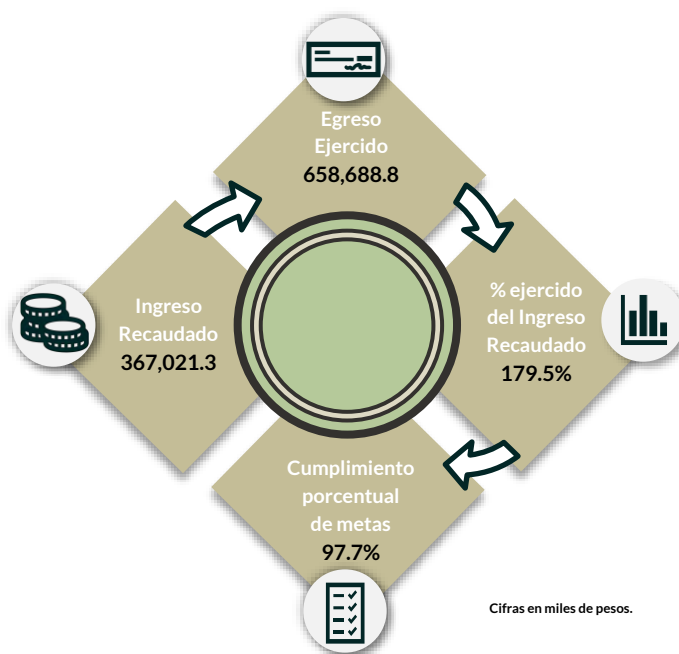 Egreso
Ejercido
658,688.8
Ingreso
Recaudado
367,021.3
% ejercido
del Ingreso
Recaudado
179.5%
Cumplimiento
porcentual
de metas
97.7%
Cifras en miles de pesos.